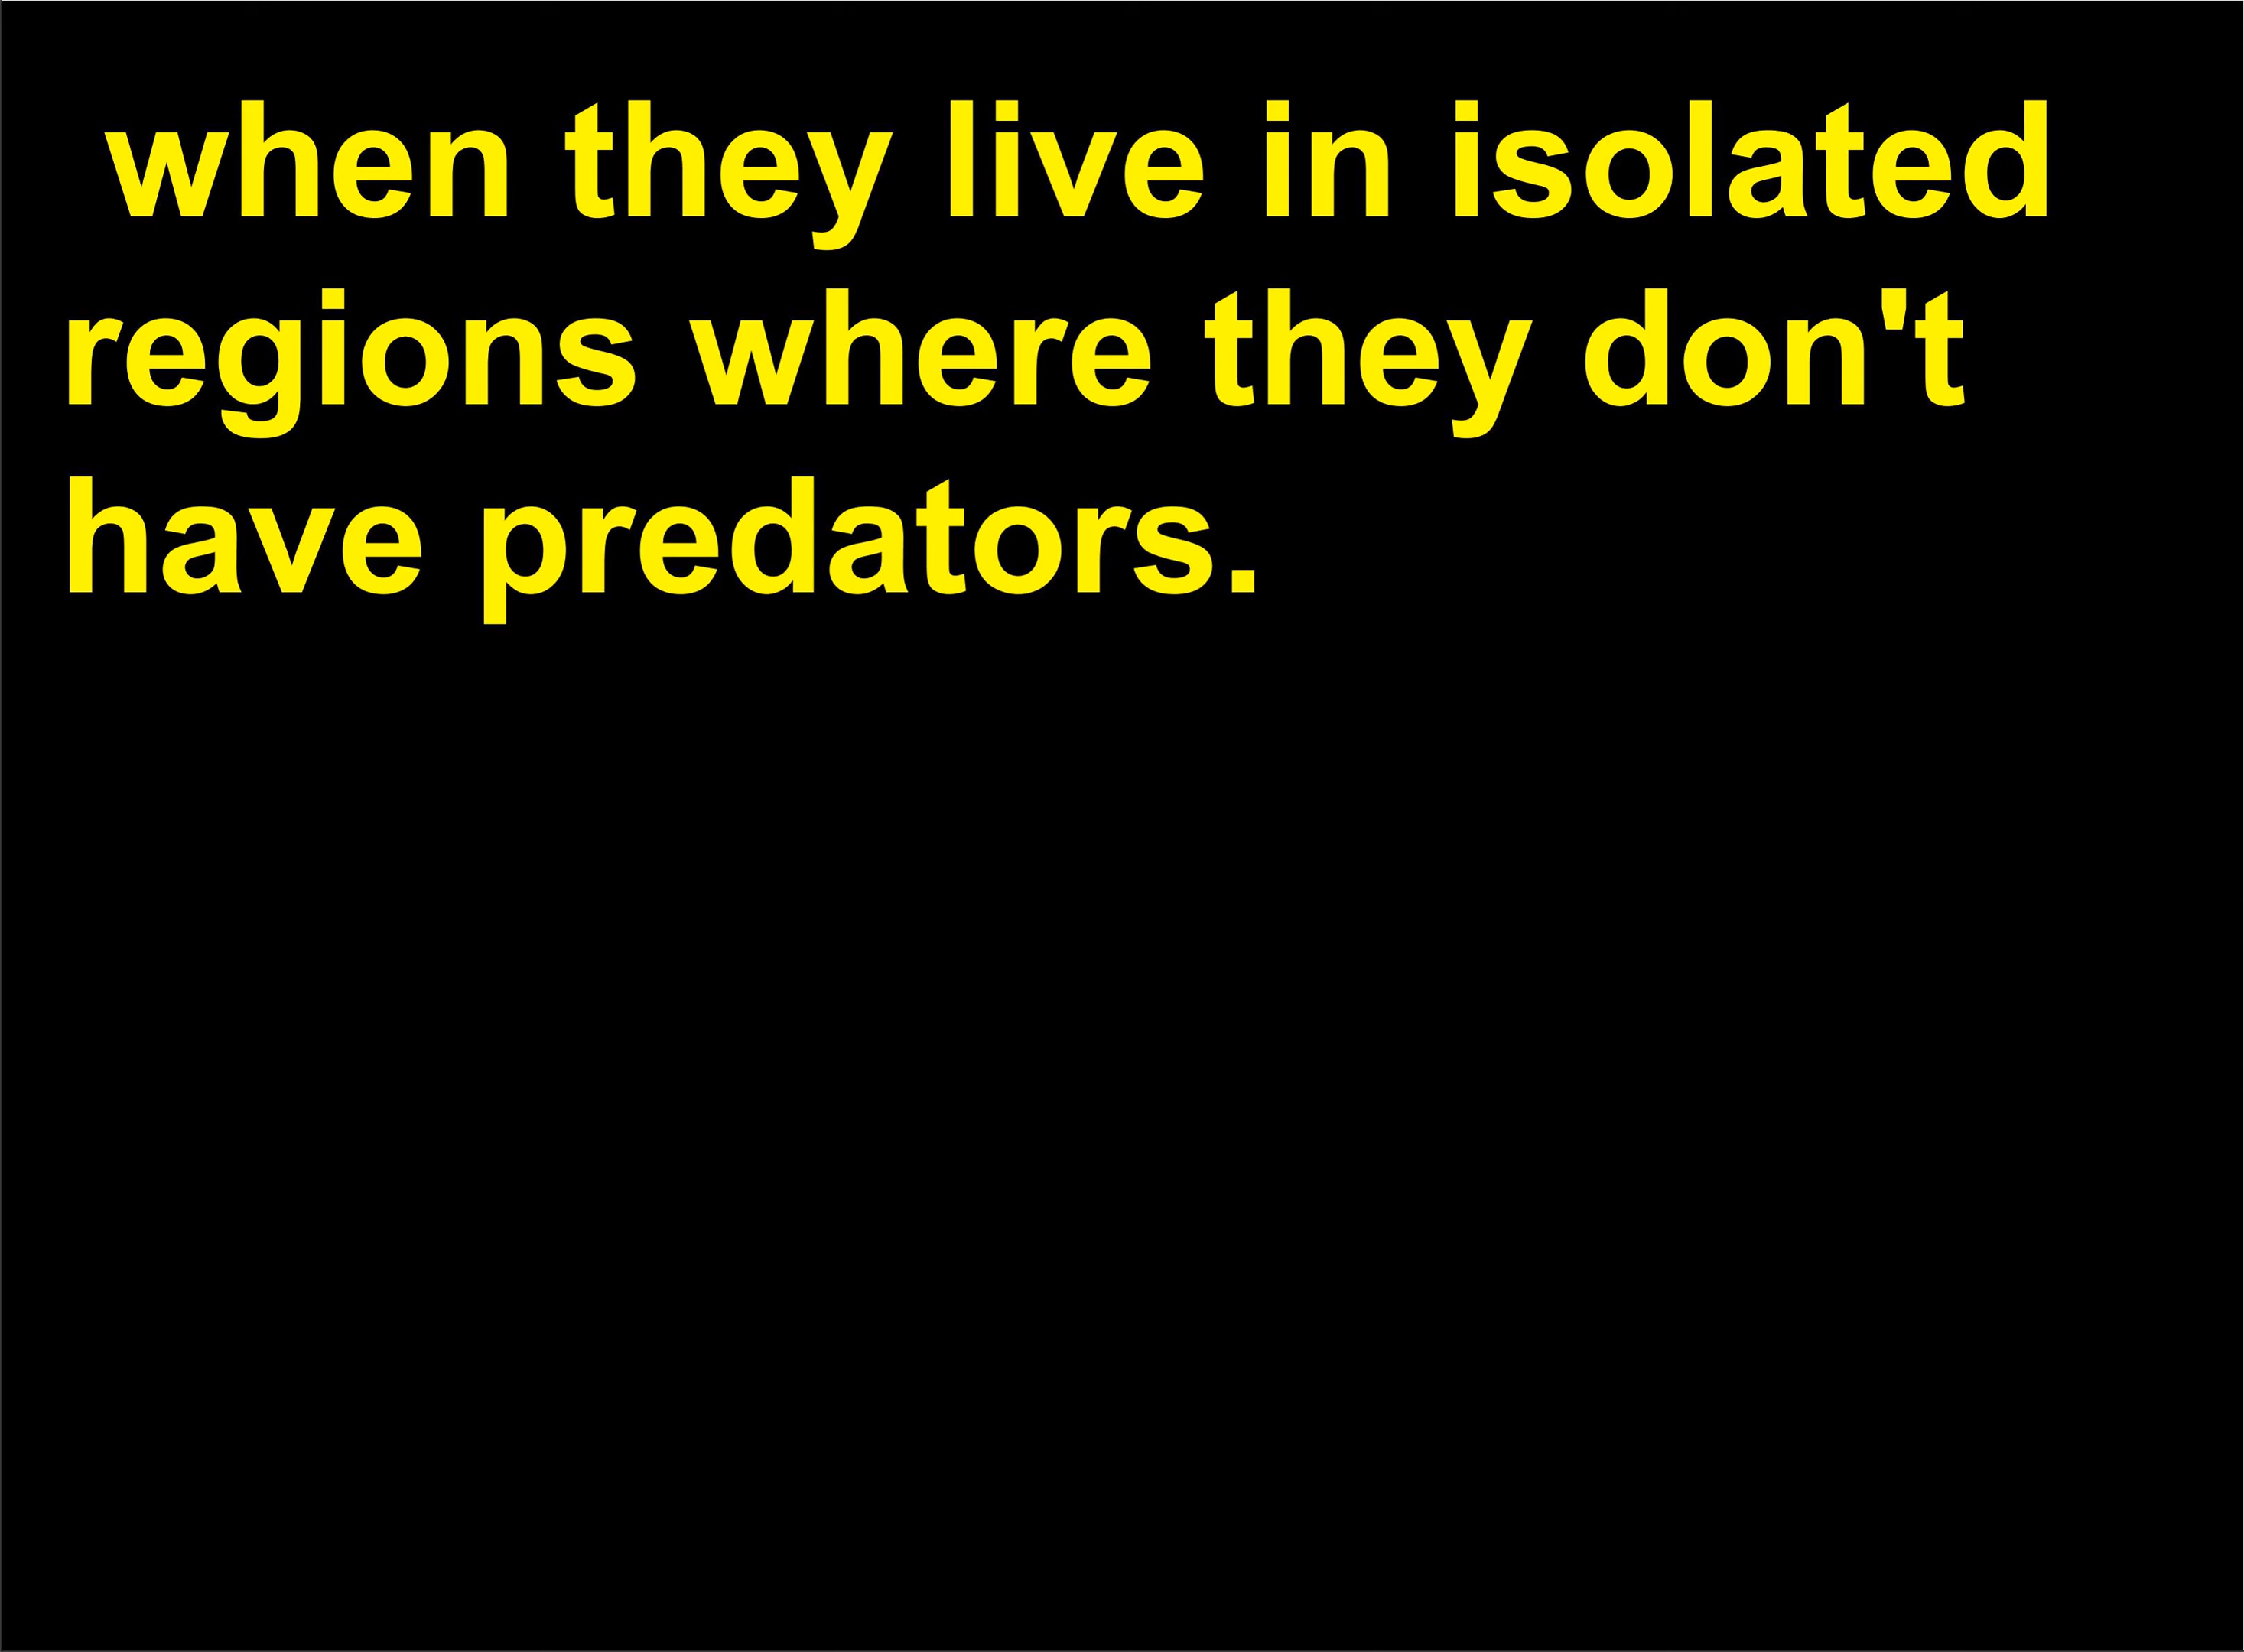 when they live in isolated
regions where they don't
have predators.